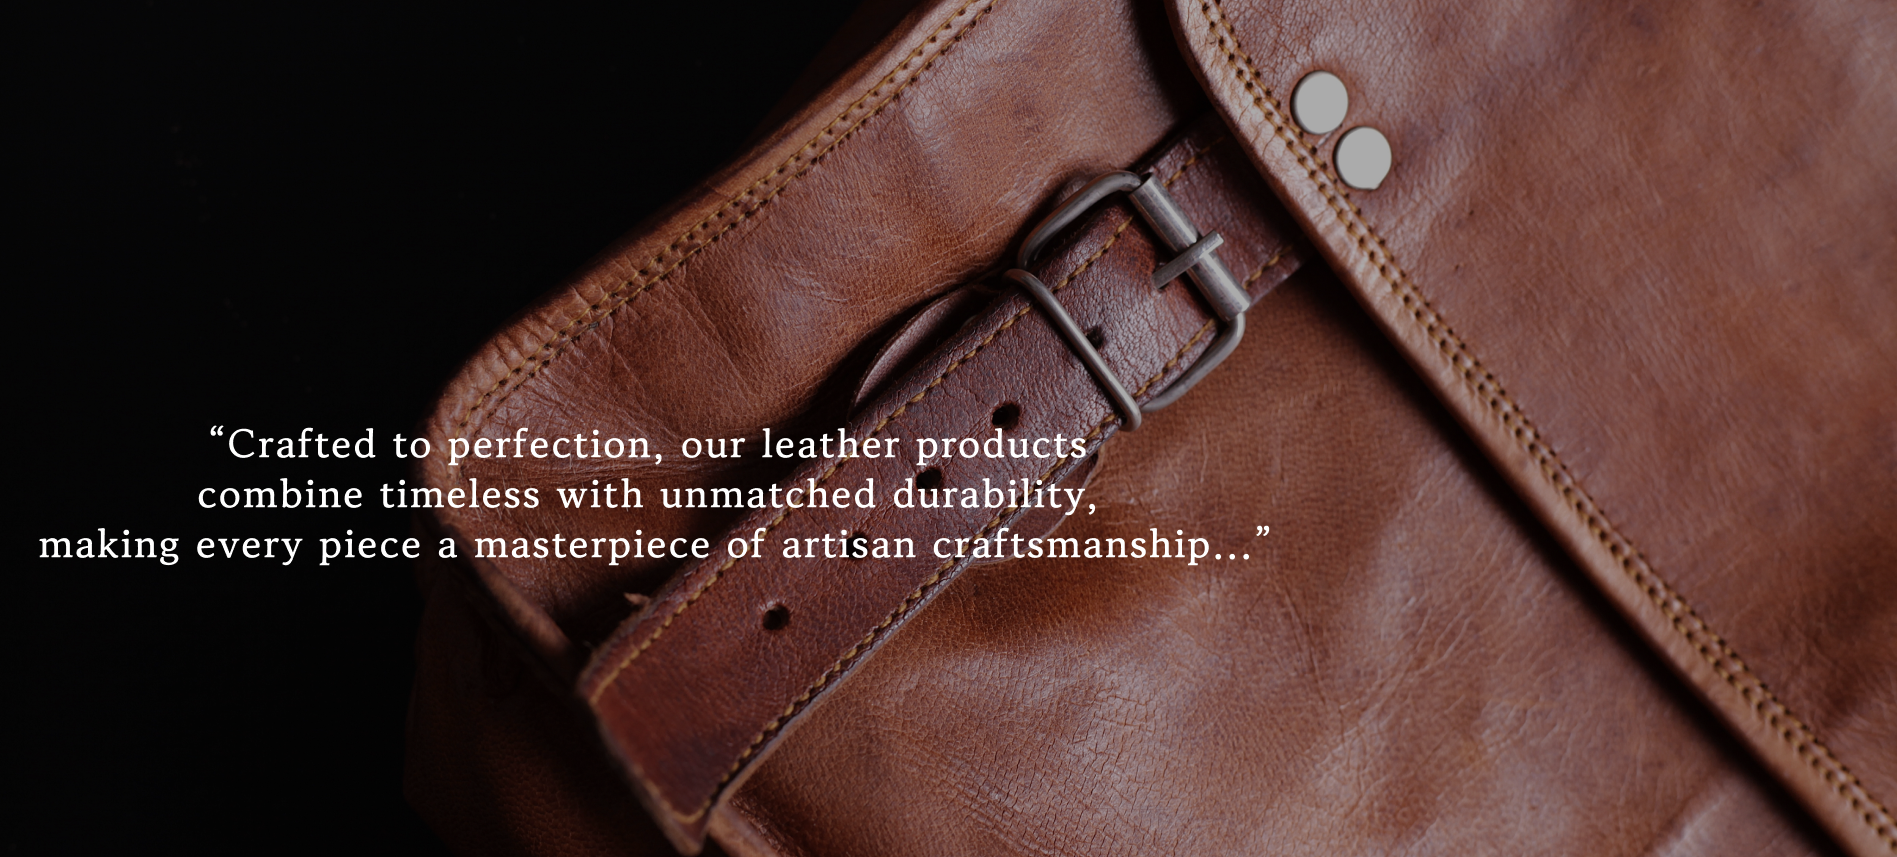 “Crafted to perfection, our leather products
combine timeless with unmatched durability,
making every piece a masterpiece of artisan craftsmanship...”